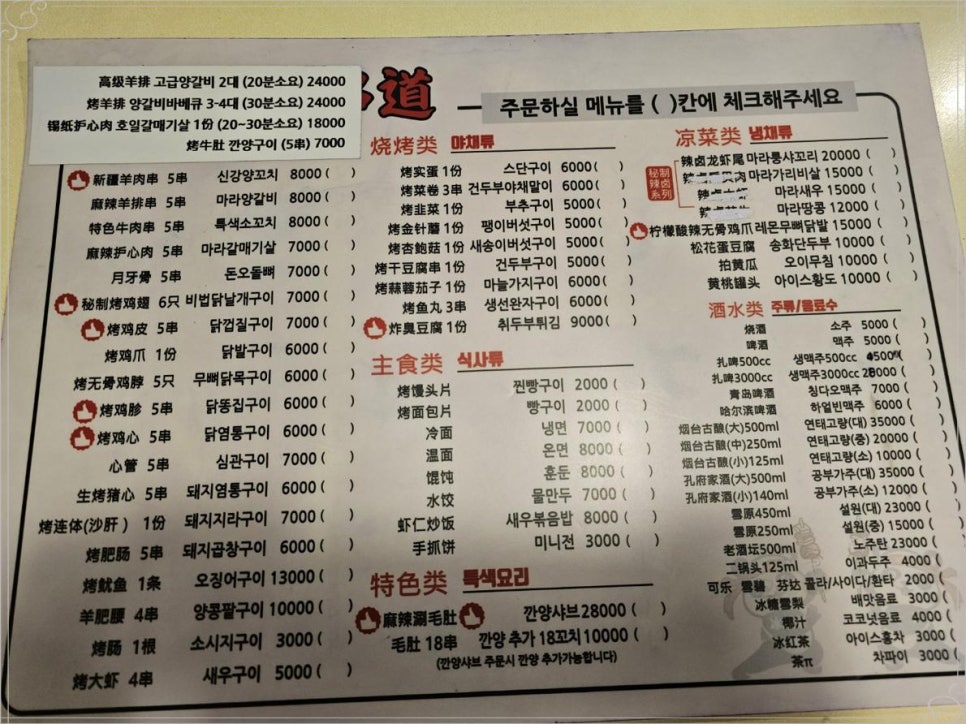 高级羊排 고급양갈비 2대 (20분소요) 24000
烤羊排 양갈비바베큐 3-4대 (30분소요) 24000
锡纸护心肉 호일갈매기살 1份 (20~30분소요) 18000
烤牛肚 깐양구이 (5串) 7000
道
주문하실 메뉴를 ( )칸에 체크해주세요
新疆羊肉串 5串 신강양꼬치 8000 ( )
麻辣羊排串 5串 마라양갈비 8000 ( )
特色牛肉串 5串 특색소꼬치 8000 ( )
麻辣护心肉 5串 마라갈매기살 7000 ( )
月牙骨 5串 돈오돌뼈 7000 ( )
秘制烤鸡翅 6只 비법닭날개구이 7000 ( )
烤鸡皮 5串 닭껍질구이 7000 ( )
烤鸡爪 1份 닭발구이 6000 ( )
烤无骨鸡脖 5只 무뼈닭목구이 6000 ( )
烤鸡胗 5串 닭똥집구이 6000 ( )
烤鸡心 5串 닭염통구이 6000 ( )
心管 5串 심관구이 7000 ( )
生烤猪心 5串 돼지염통구이 6000 ( )
烤连体(沙肝) 1份 돼지지라구이 7000 ( )
烤肥肠 5串 돼지곱창구이 6000 ( )
烤鱿鱼 1条 오징어구이 13000 ( )
羊肥腰 4串 양콩팥구이 10000 ( )
烤肠 1根 소시지구이 3000 ( )
烤大虾 4串 새우구이 5000 ( )
烧烤类 야채류
烤实蛋 1份 스단구이 6000 ( )
烤菜卷 3串 건두부야채말이 6000 ( )
烤韭菜 1份 부추구이 5000 ( )
烤金针蘑 1份 팽이버섯구이 5000 ( )
烤杏鲍菇 1份 새송이버섯구이 5000 ( )
烤干豆腐串 1份 건두부구이 5000 ( )
烤蒜蓉茄子 1份 마늘가지구이 6000 ( )
烤鱼丸 3串 생선완자구이 6000 ( )
炸臭豆腐 1份 취두부튀김 9000 ( )
主食类 식사류
烤馒头片 찐빵구이 2000 ( )
烤面包片 빵구이 2000 ( )
冷面 냉면 7000 ( )
温面 온면 8000 ( )
馄饨 훈둔 8000 ( )
水饺 물만두 7000 ( )
虾仁炒饭 새우볶음밥 8000 ( )
手抓饼 미니전 3000 ( )
特色类 특색요리
麻辣涮毛肚 깐양샤브 28000 ( )
毛肚 18串 깐양 추가 18꼬치 10000 ( )
(깐양샤브 주문시 깐양 추가가능합니다)
凉菜类 냉채류
秘制
辣卤
系列
辣卤龙虾尾 마라롱샤꼬리 20000 ( )
마라가리비살 15000 ( )
마라새우 15000 ( )
마라땅콩 12000 ( )
柠檬酸辣无骨鸡爪 레몬무뼈닭발 15000 ( )
松花蛋豆腐 송화단두부 10000 ( )
拍黄瓜 오이무침 10000 ( )
黄桃罐头 아이스황도 10000 ( )
酒水类 주류/음료수
烧酒 소주 5000 ( )
啤酒 맥주 5000 ( )
扎啤500cc 생맥주500cc
扎啤3000cc 생맥주3000cc
青岛啤酒 칭다오맥주 7000 (
哈尔滨啤酒 하얼빈맥주 6000 (
烟台古酿(大)500ml 연태고량(대) 35000 (
烟台古酿(中)250ml 연태고량(중) 20000 (
烟台古酿(小)125ml 연태고량(소) 10000 (
孔府家酒(大)500ml 공부가주(대) 35000 (
孔府家酒(小)140ml 공부가주(소) 12000 (
雪原450ml 설원(대) 23000 (
雪原250ml 설원(중) 15000 (
老酒坛500ml 노주탄 23000 (
二锅头125ml 이과두주 4000 (
可乐 雪碧 芬达 콜라/사이다/환타 2000 (
冰糖雪梨 배맛음료 3000 (
椰汁 코코넛음료 4000 (
冰红茶 아이스홍차 3000 (
茶π 차파이 3000 (